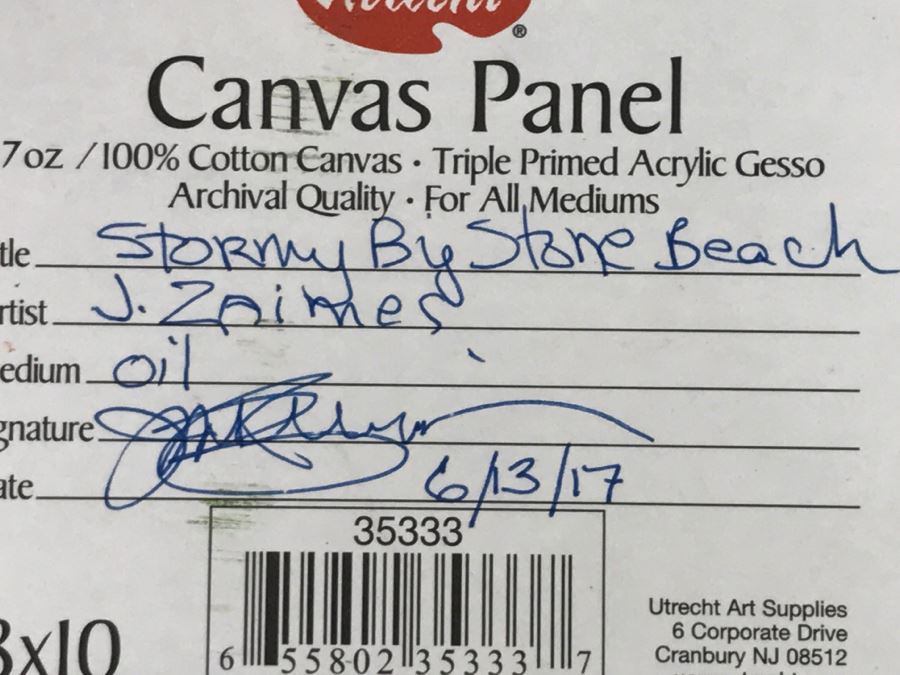 ®
Canvas Panel
7 oz / 100% Cotton Canvas · Triple Primed Acrylic Gesso
Archival Quality · For All Mediums
tle Stormy By Stone Beach
rtist J. Zaimes
edium oil
gnature
ate 6/13/17
35333
6 55802 35333 7
8x10
Utrecht Art Supplies
6 Corporate Drive
Cranbury NJ 08512